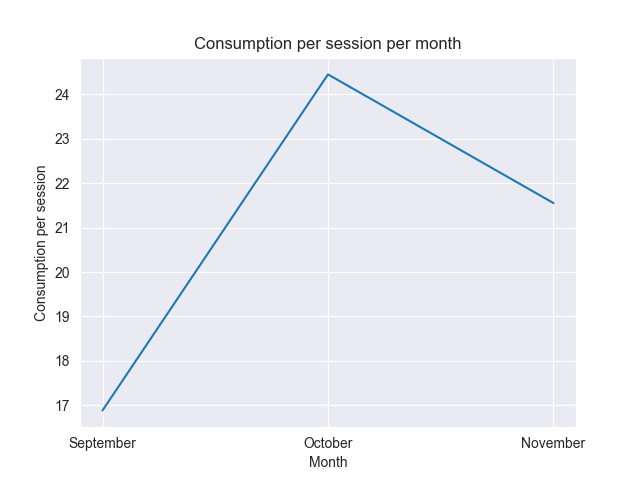 Consumption per session per month
24
23
22
21
20
19
18
17
Consumption per session
September October November
Month